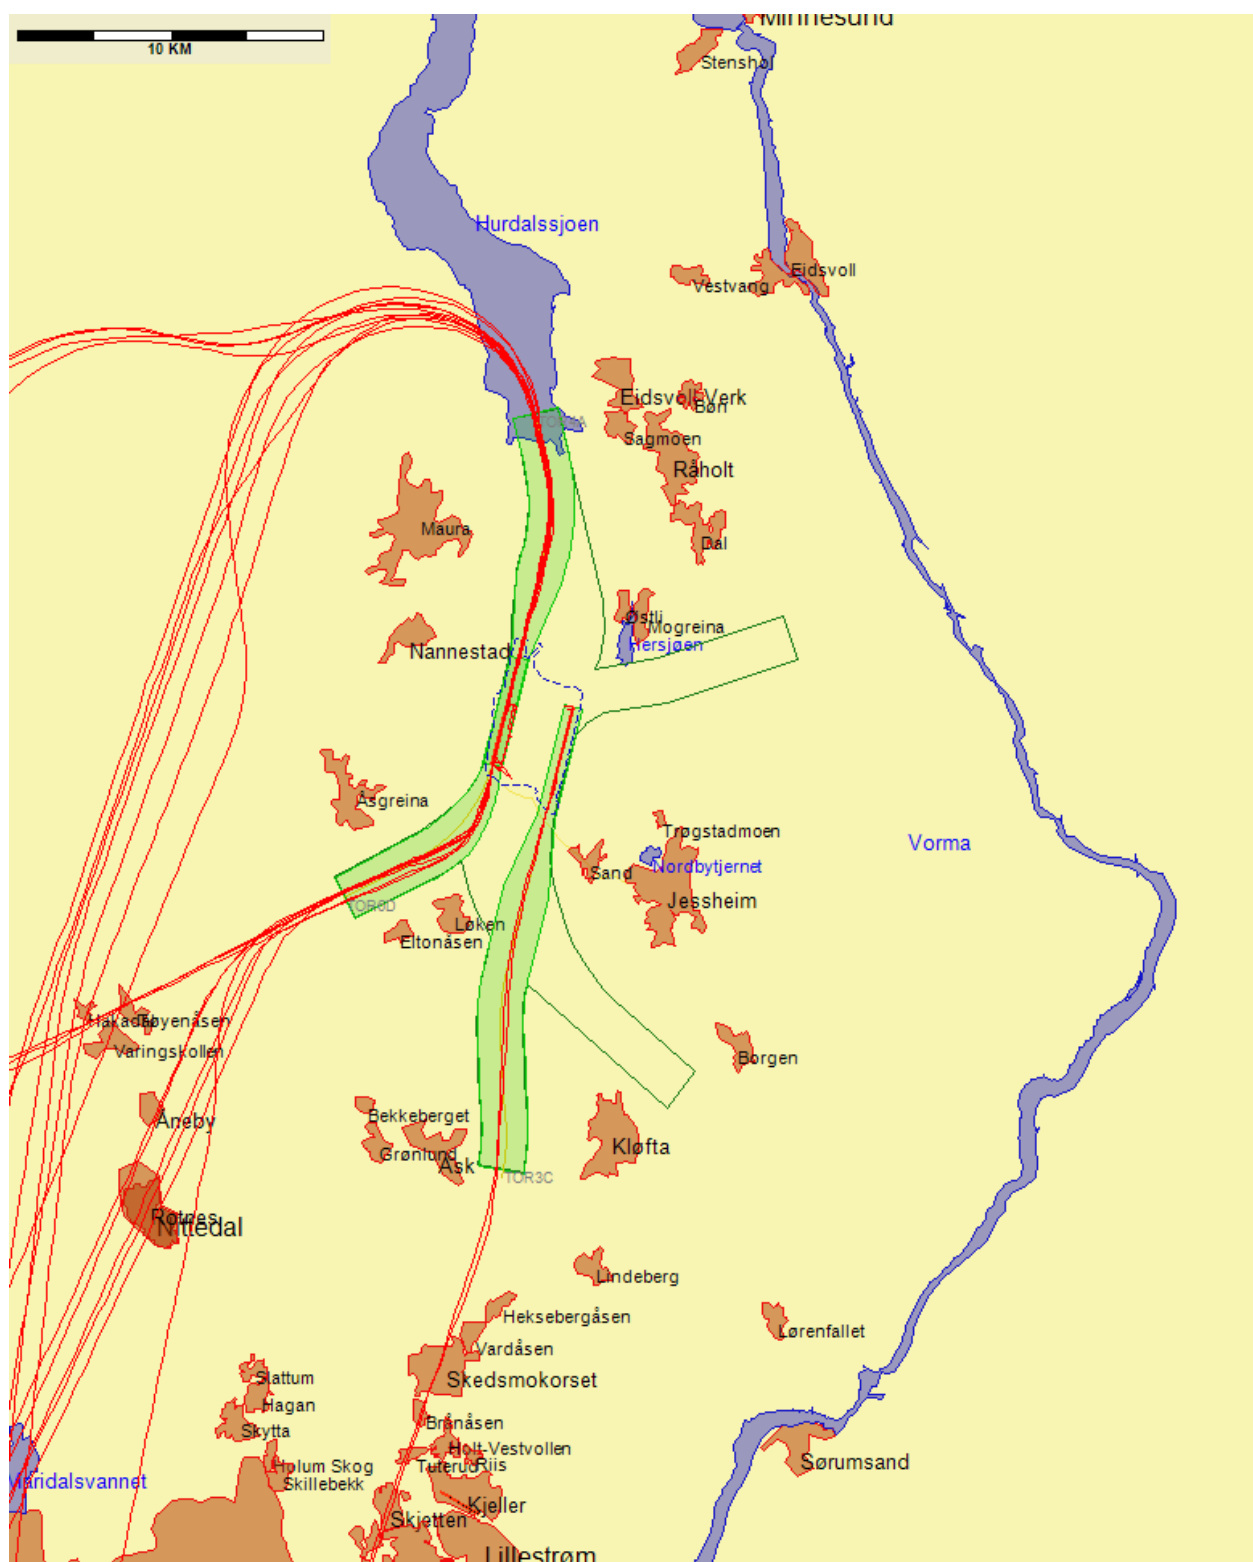 Minnesund
10 KM
Stensho
Hurdalssjoen
Eidsvoll
Vestvang
Eidsvoll Verk
Bøn
TOR4A
Sagmoen
Råholt
Maura
Dal
Østli
Mogreina
Hersjøen
Nannestad
Åsgreina
Trøgstadmoen
Vorma
Nordbytjernet
Sand
Jessheim
TOR0D
Løken
Eltonåsen
Hakadal
Tøyenåsen
Varingskollen
Borgen
Bekkeberget
Åneby
Grønlund
Kløfta
Ask
TOR3C
Rotnes
Nittedal
Lindeberg
Heksebergåsen
Lørenfallet
Vardåsen
Slattum
Skedsmokorset
Hagan
Brånåsen
Skytta
Holt-Vestvollen
Holum Skog
Tuterud
Riis
Sørumsand
Maridalsvannet
Skillebekk
Kjeller
Skjetten
Lillestrøm